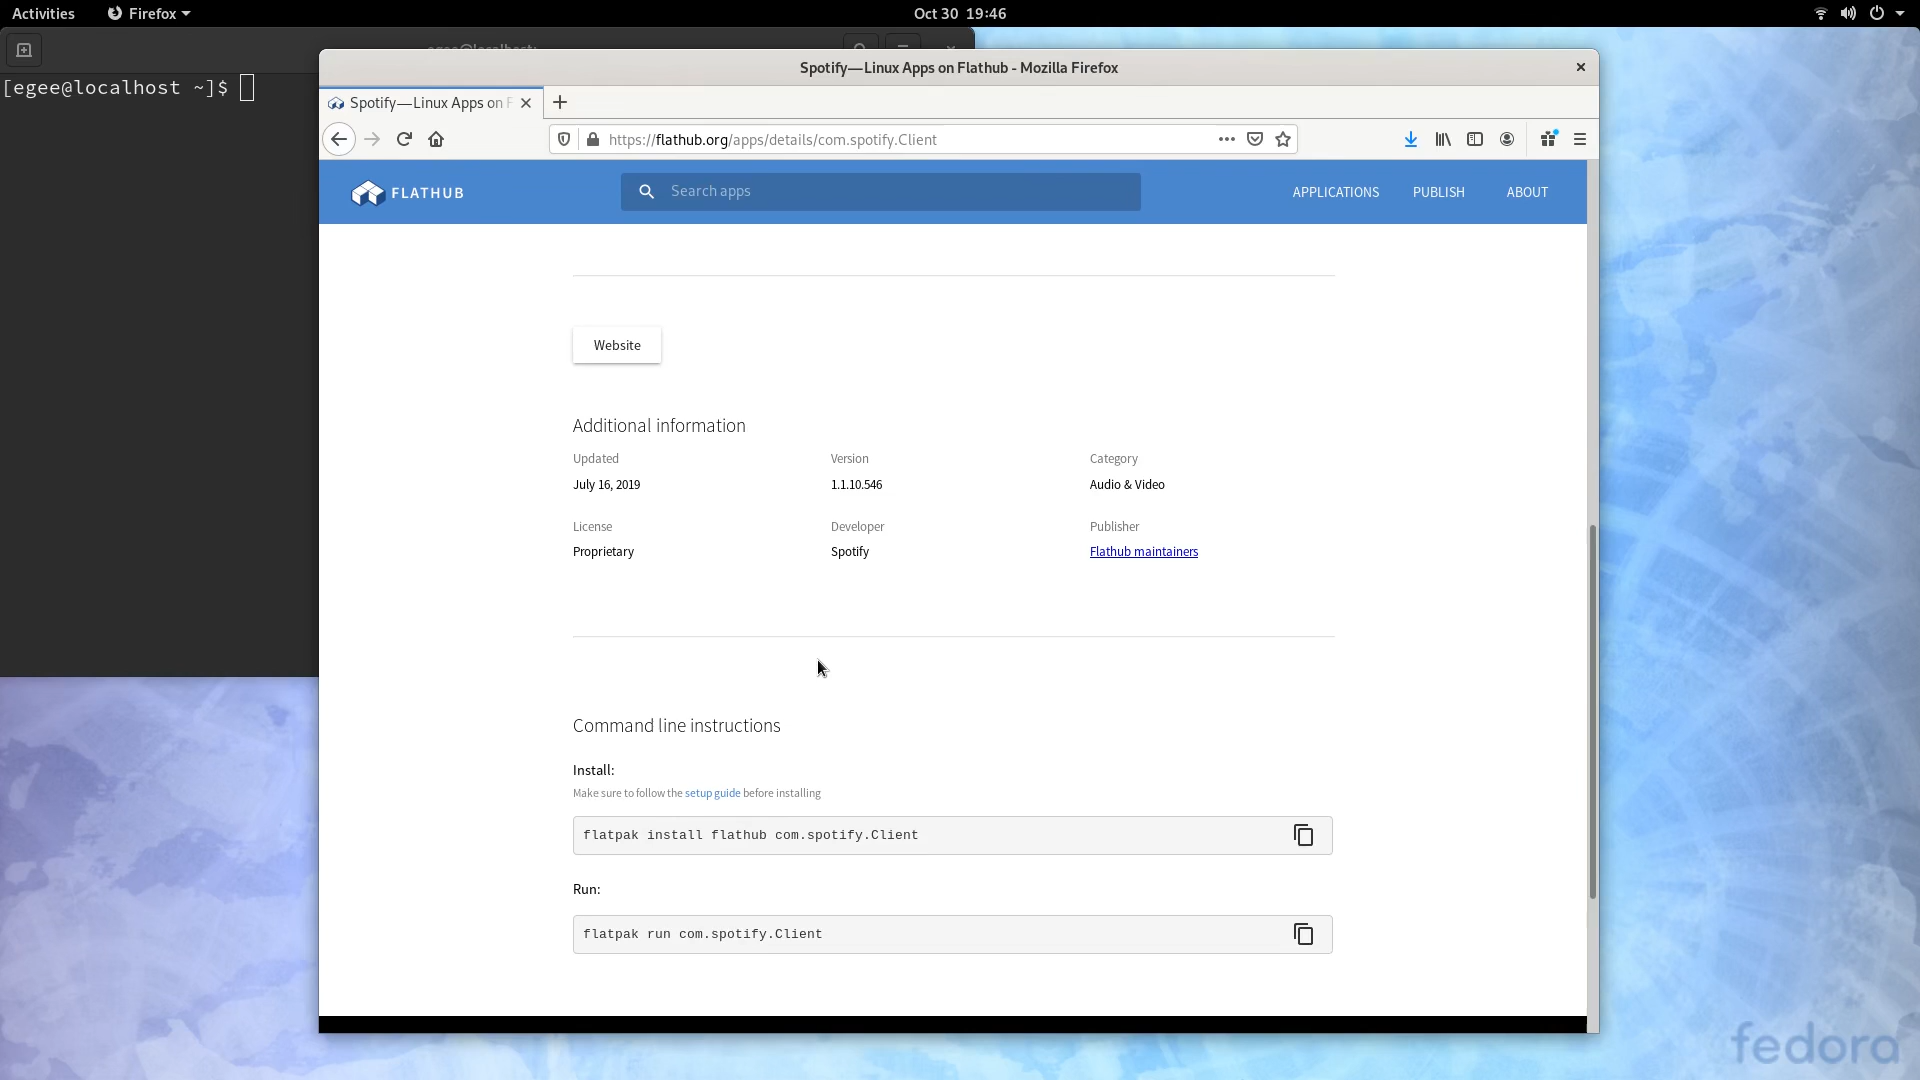 Activities Firefox Oct 30 19:46
[egee@localhost ~]$
Spotify—Linux Apps on Flathub - Mozilla Firefox
Spotify—Linux Apps on F
https://flathub.org/apps/details/com.spotify.Client
FLATHUB Search apps APPLICATIONS PUBLISH ABOUT
Website
Additional information
Updated Version Category
July 16, 2019 1.1.10.546 Audio & Video
License Developer Publisher
Proprietary Spotify Flathub maintainers
Command line instructions
Install:
Make sure to follow the setup guide before installing
flatpak install flathub com.spotify.Client
Run:
flatpak run com.spotify.Client
fedora